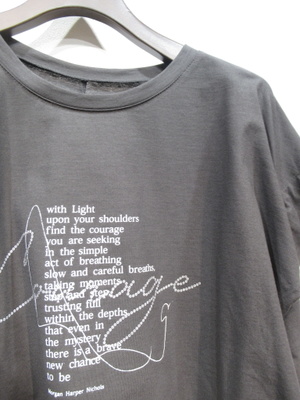 with Light
upon your shoulders
find the courage
you are seeking
in the simple
act of breathing
slow and careful breaths,
taking moments
still and steep
trusting full
within the depths
that even in
the mystery
there is a brave
new chance
to be
Morgan Harper Nichols
Courage